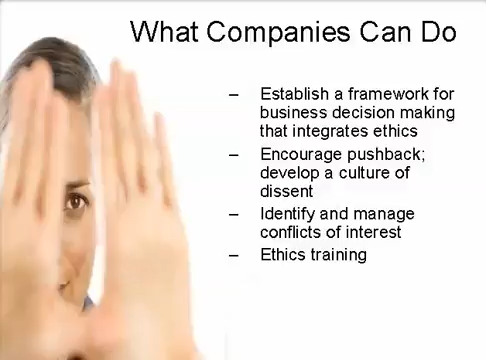 What Companies Can Do
– Establish a framework for
business decision making
that integrates ethics
– Encourage pushback;
develop a culture of
dissent
– Identify and manage
conflicts of interest
– Ethics training